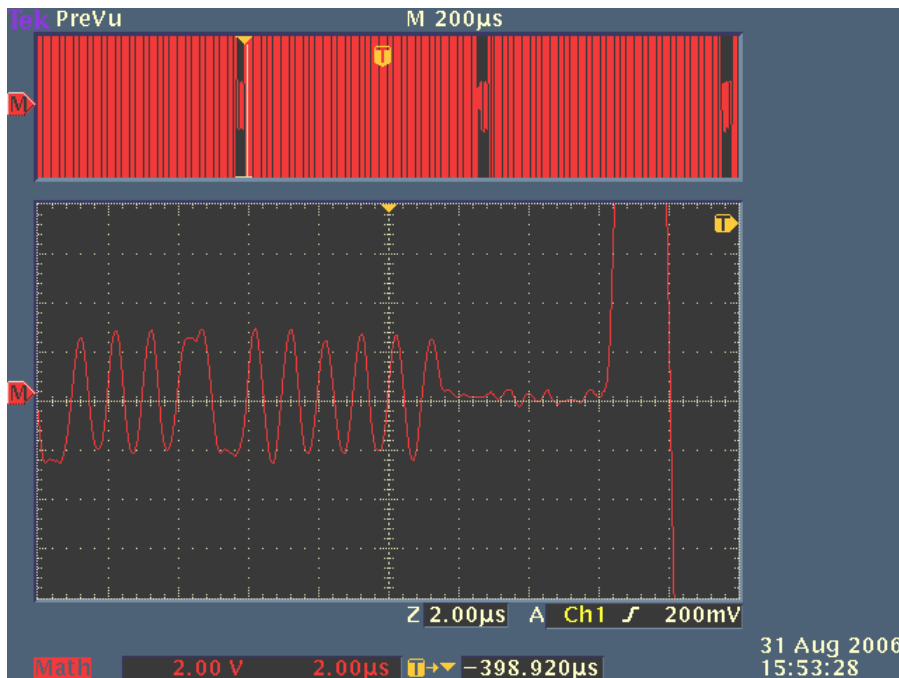 Tek PreVu M 200µs
T
M
T
M
Z 2.00µs A Ch1 ƒ 200mV
31 Aug 2006
Math 2.00 V 2.00µs T→▼ −398.920µs 15:53:28